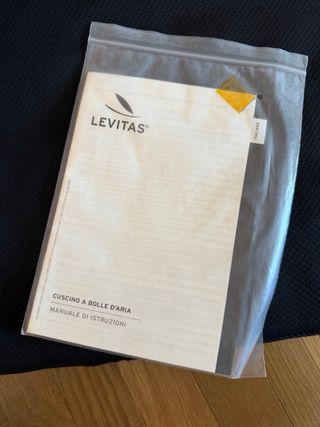 LEVITAS®
ITALIANO
CUSCINO A BOLLE D'ARIA
MANUALE DI ISTRUZIONI